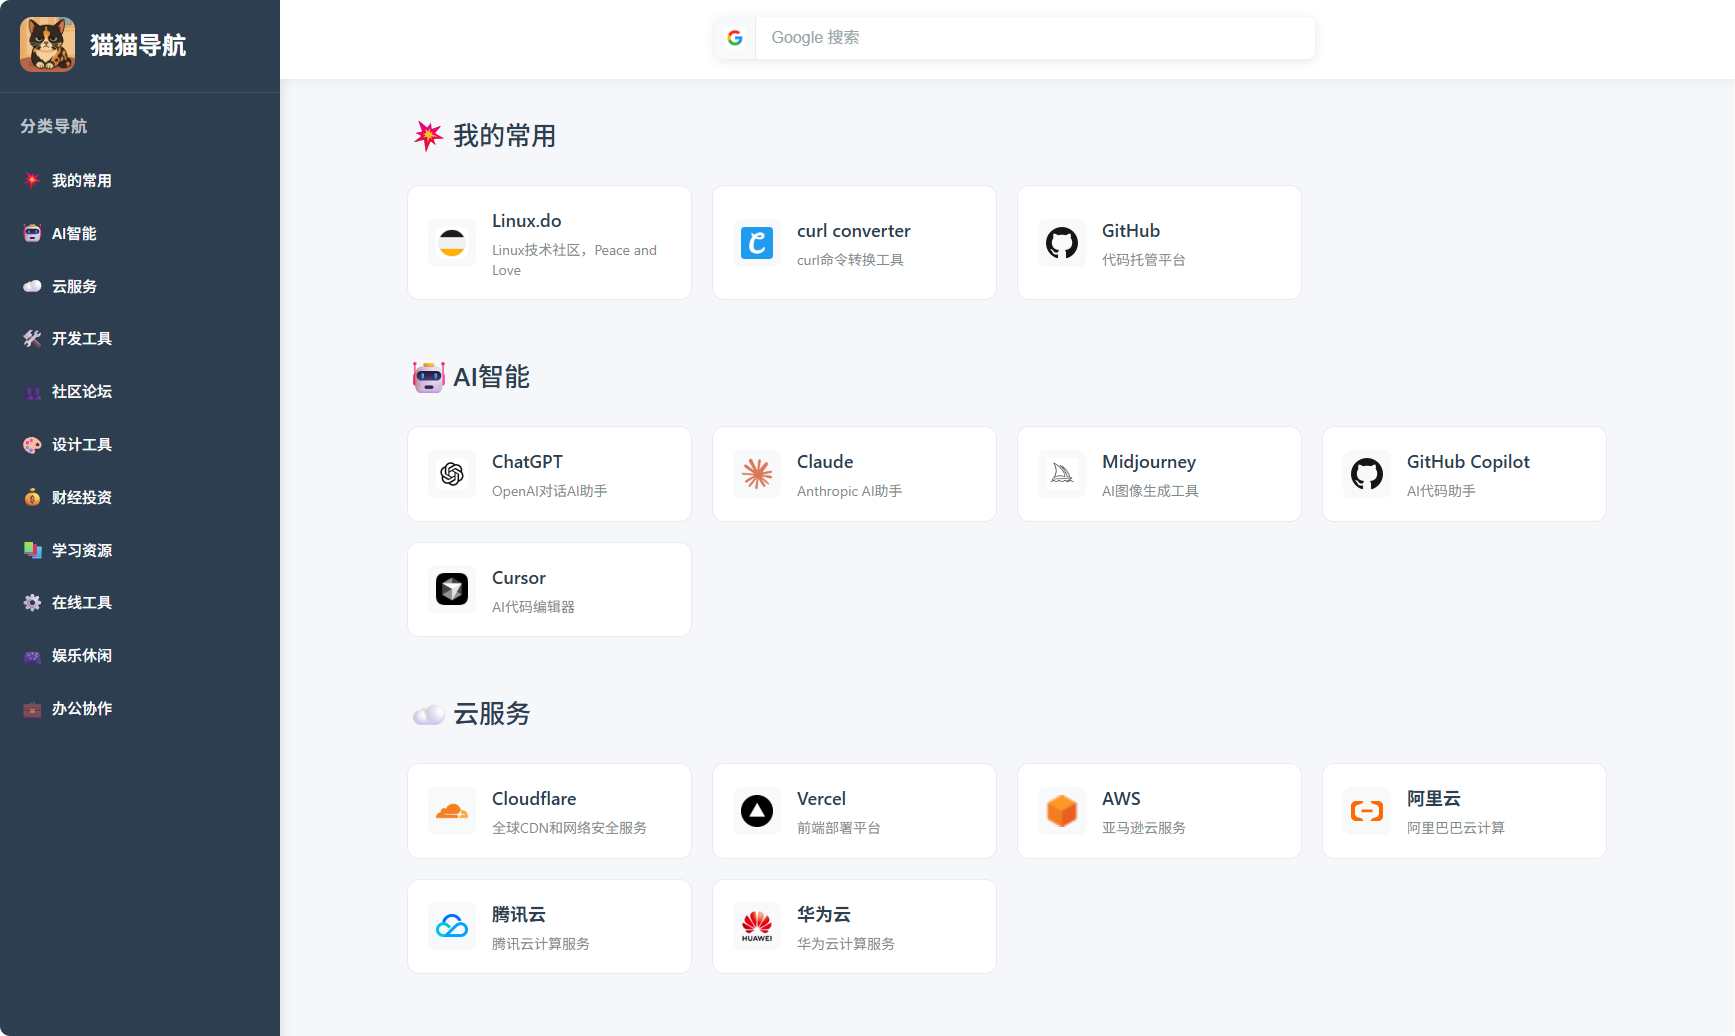 猫猫导航
分类导航
我的常用
AI智能
云服务
开发工具
社区论坛
设计工具
财经投资
学习资源
在线工具
娱乐休闲
办公协作
Google 搜索
我的常用
Linux.do
Linux技术社区，Peace and
Love
curl converter
curl命令转换工具
GitHub
代码托管平台
AI智能
ChatGPT
OpenAI对话AI助手
Claude
Anthropic AI助手
Midjourney
AI图像生成工具
GitHub Copilot
AI代码助手
Cursor
AI代码编辑器
云服务
Cloudflare
全球CDN和网络安全服务
Vercel
前端部署平台
AWS
亚马逊云服务
阿里云
阿里巴巴云计算
腾讯云
腾讯云计算服务
HUAWEI
华为云
华为云计算服务